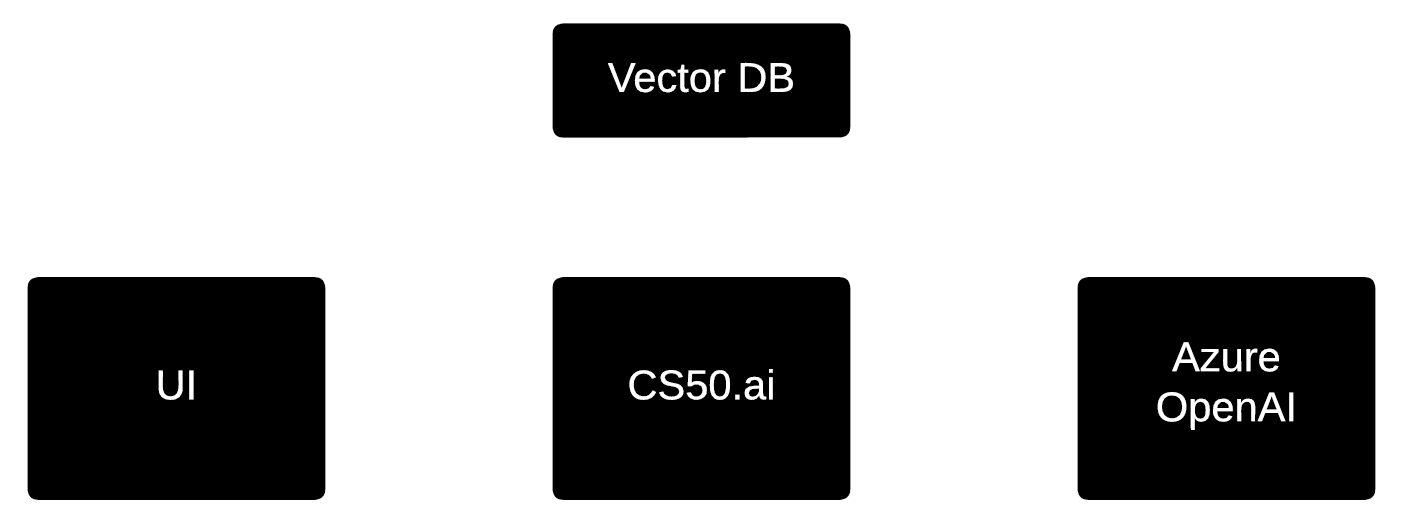 Vector DB
UI
CS50.ai
Azure
OpenAI